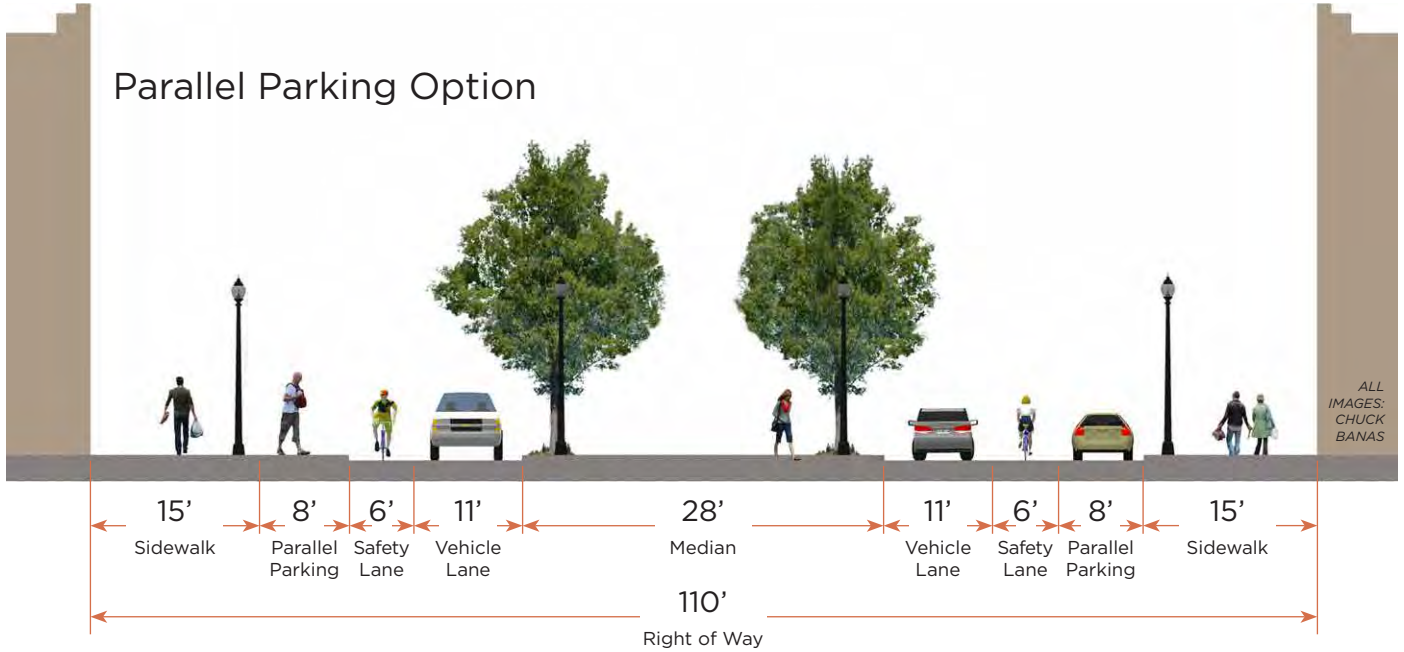 Parallel Parking Option
ALL
IMAGES:
CHUCK
BANAS
15’ 8’ 6’ 11’ 28’ 11’ 6’ 8’ 15’
Sidewalk Parallel Safety Vehicle Median Vehicle Safety Parallel Sidewalk
Parking Lane Lane Lane Lane Parking
110’
Right of Way